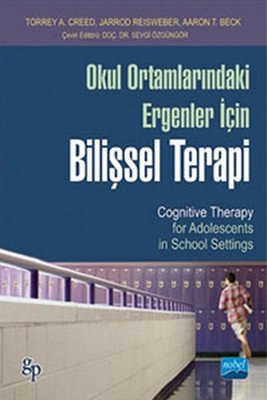 TORREY A. CREED, JARROD REISWEBER, AARON T. BECK
Çeviri Editörü: DOÇ. DR. SEVGİ ÖZGÜNGÖR
Okul Ortamlarındaki
Ergenler İçin
Bilişsel Terapi
Cognitive Therapy
for Adolescents
in School Settings
gp
nobel